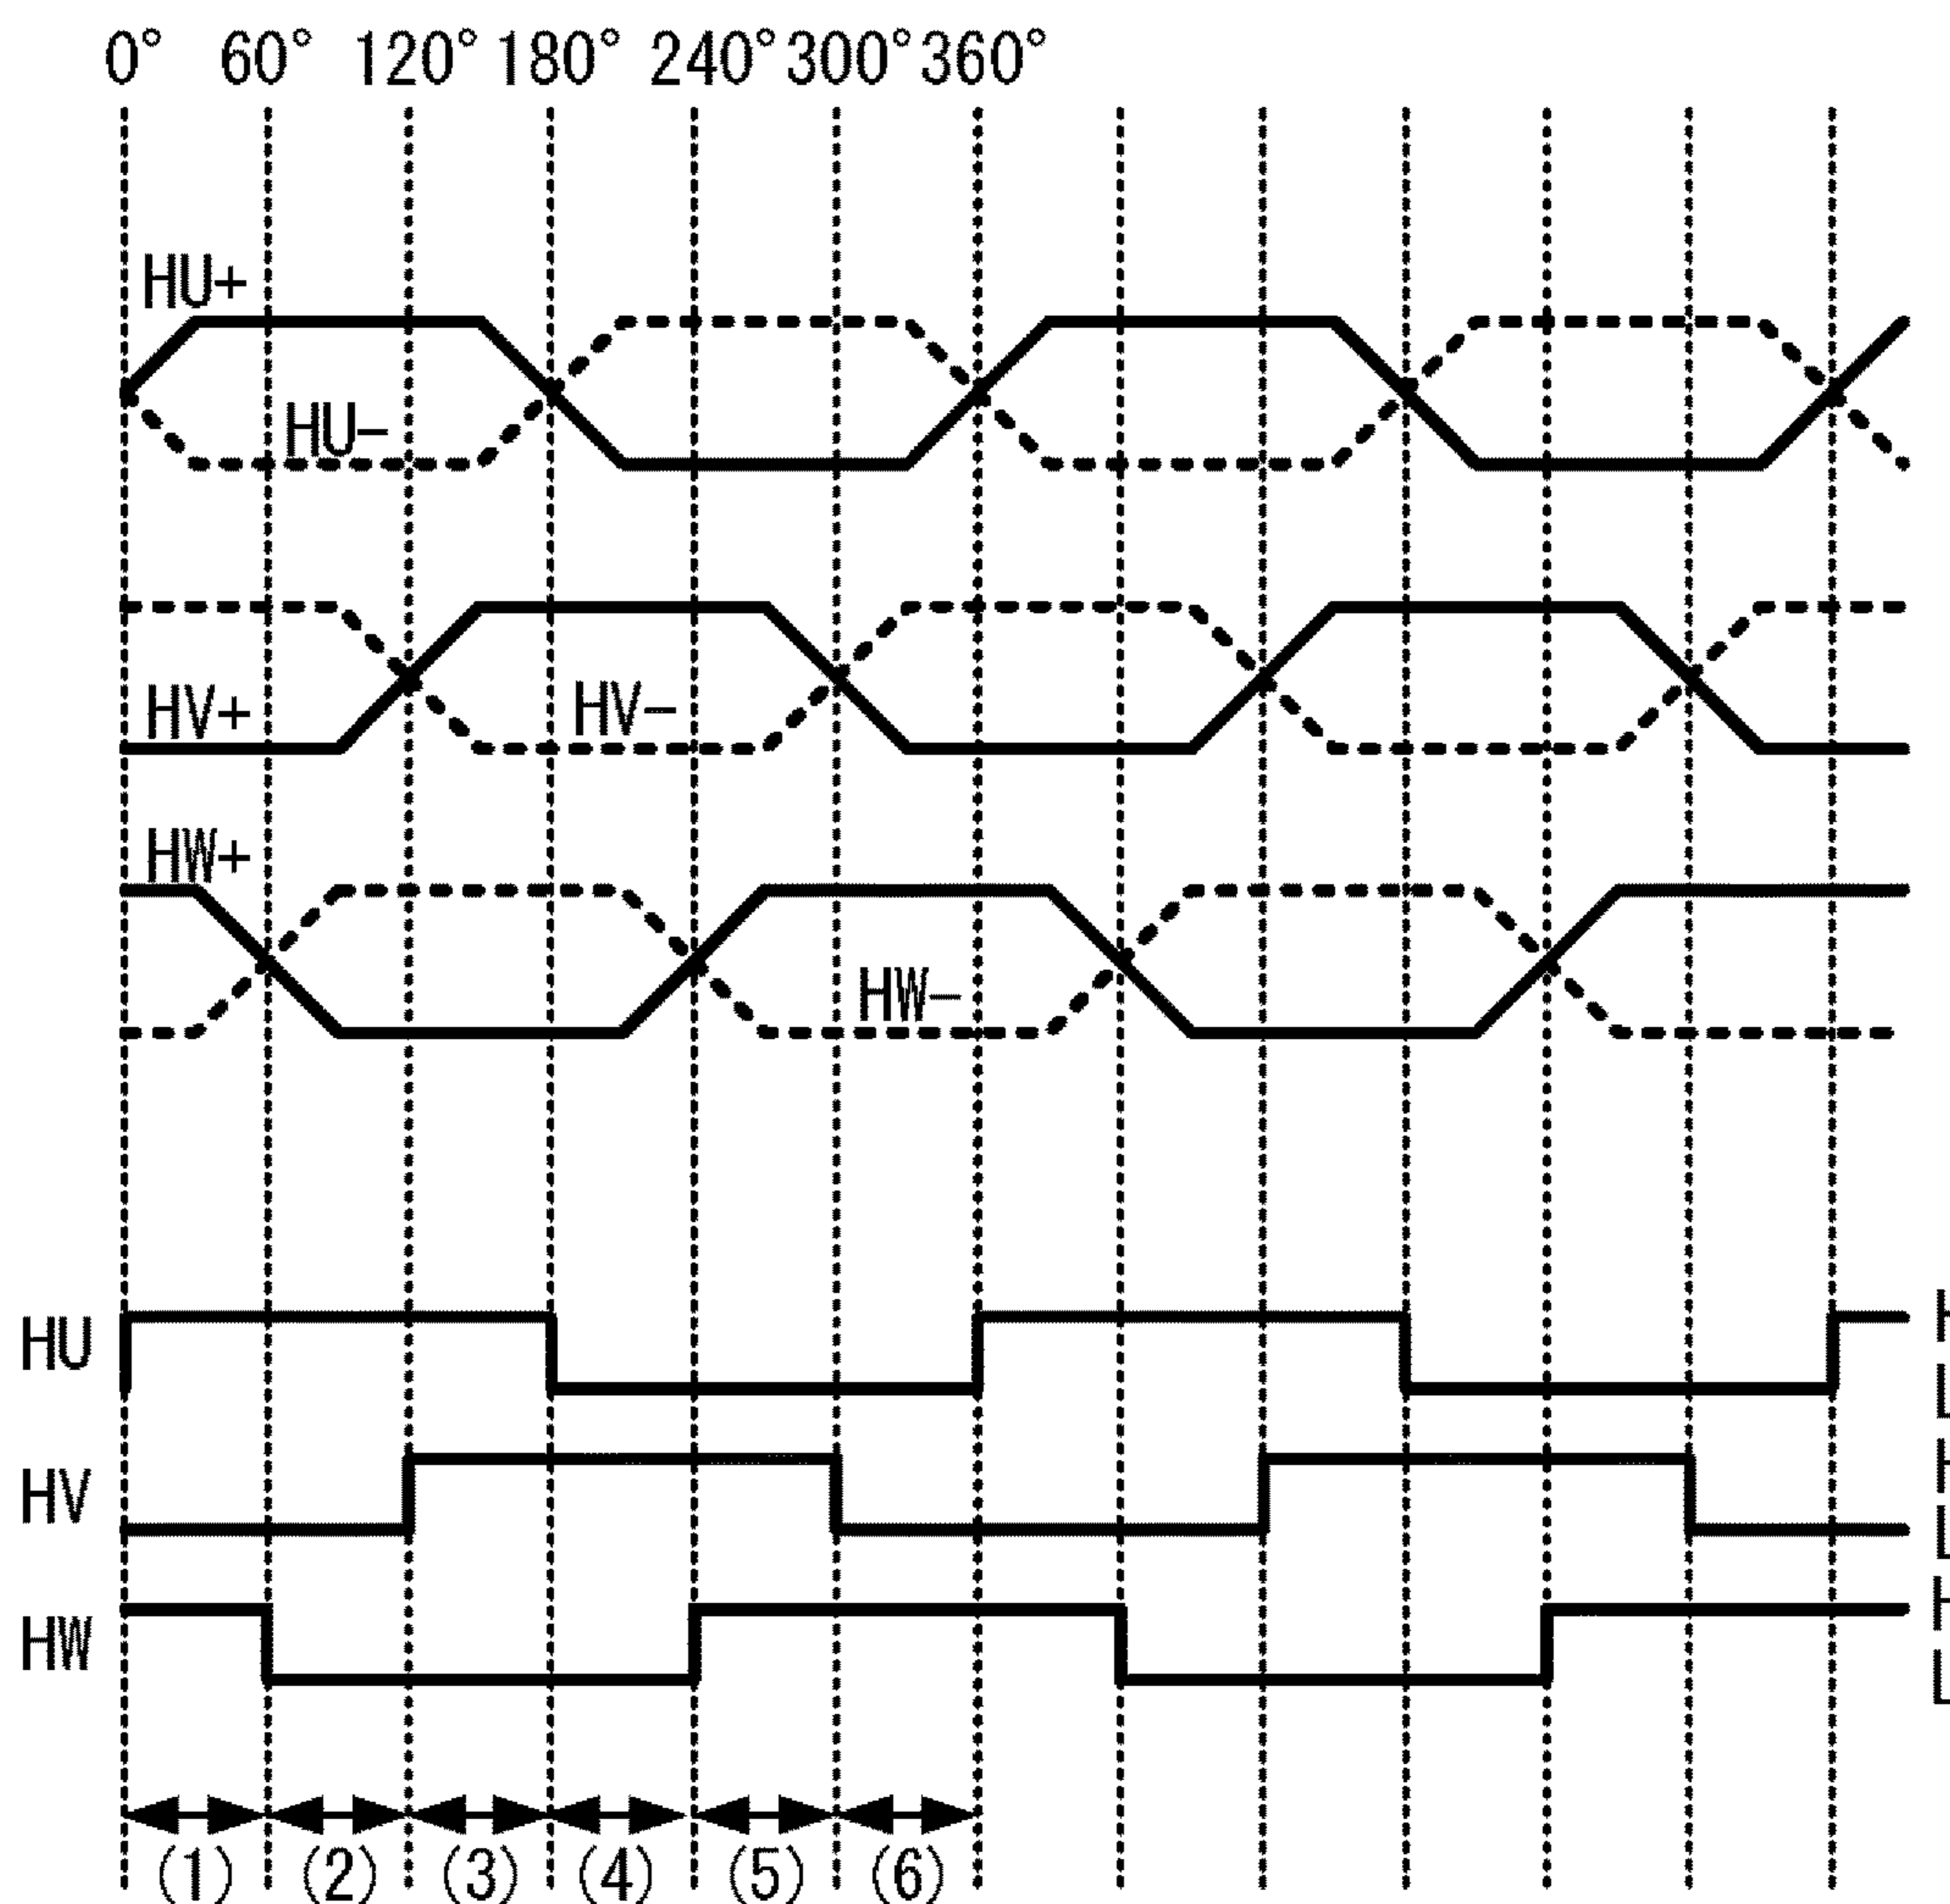 0° 60° 120° 180° 240° 300° 360°
HU+
HU-
HV+
HV-
HW+
HW-
HU
H
L
HV
H
L
HW
H
L
(1) (2) (3) (4) (5) (6)